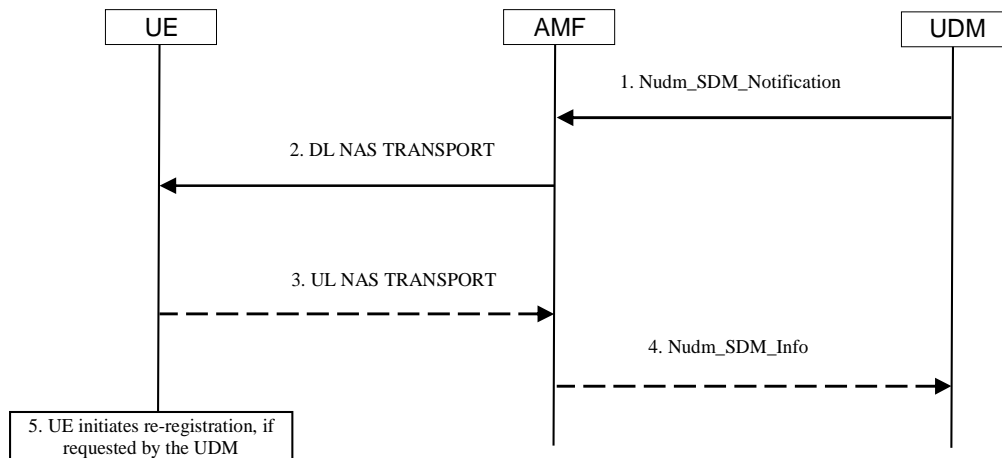 UE
AMF
UDM
1. Nudm_SDM_Notification
2. DL NAS TRANSPORT
3. UL NAS TRANSPORT
4. Nudm_SDM_Info
5. UE initiates re-registration, if
requested by the UDM